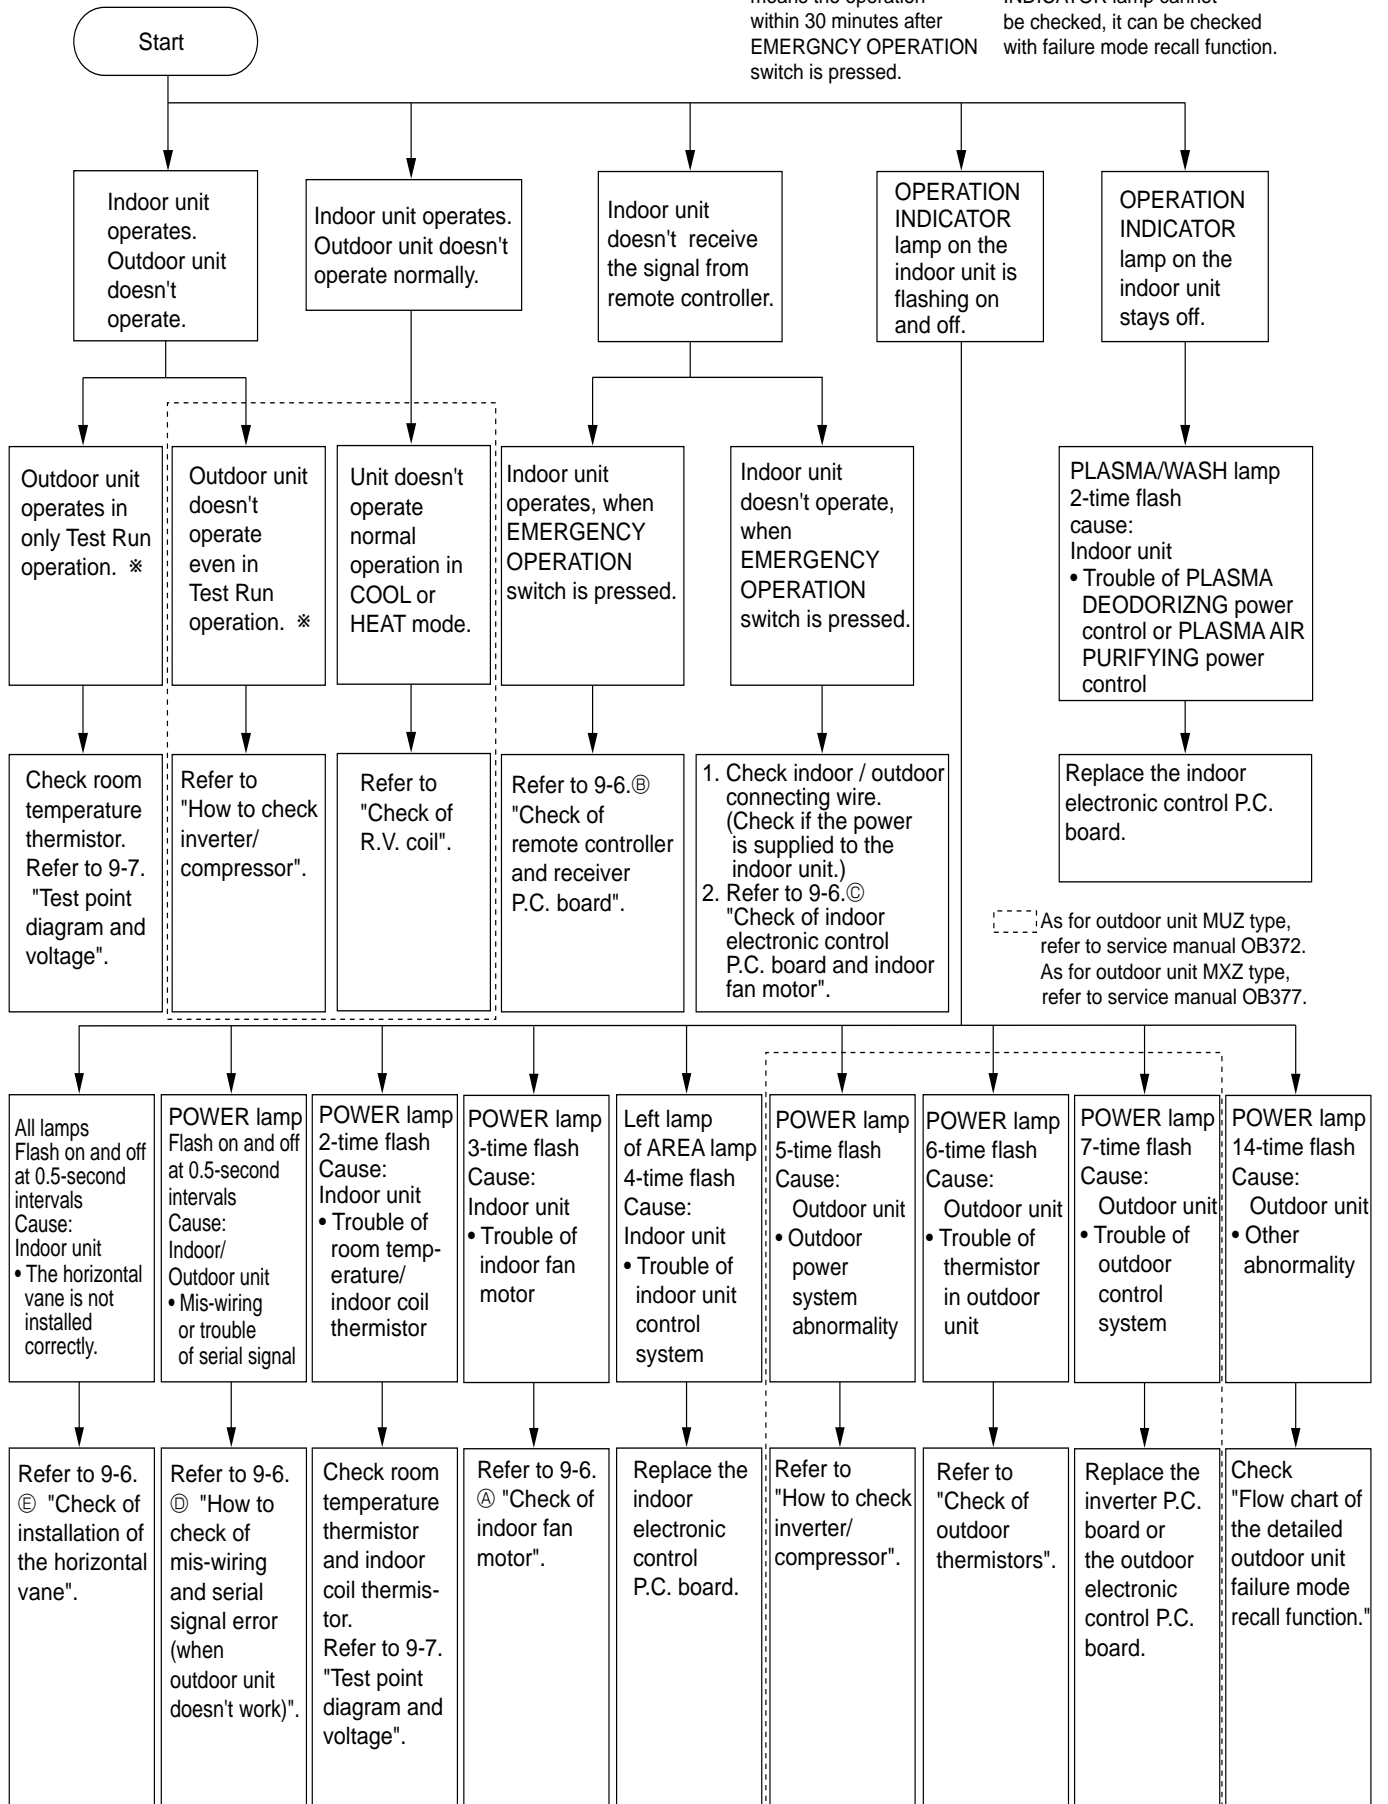 means the operation
within 30 minutes after
EMERGNCY OPERATION
switch is pressed.
INDICATOR lamp cannot
be checked, it can be checked
with failure mode recall function.
Start
Indoor unit
operates.
Outdoor unit
doesn't
operate.
Indoor unit operates.
Outdoor unit doesn't
operate normally.
Indoor unit
doesn't receive
the signal from
remote controller.
OPERATION
INDICATOR
lamp on the
indoor unit is
flashing on
and off.
OPERATION
INDICATOR
lamp on the
indoor unit
stays off.
Outdoor unit
operates in
only Test Run
operation. ※
Outdoor unit
doesn't
operate
even in
Test Run
operation. ※
Unit doesn't
operate
normal
operation in
COOL or
HEAT mode.
Indoor unit
operates, when
EMERGENCY
OPERATION
switch is pressed.
Indoor unit
doesn't operate,
when
EMERGENCY
OPERATION
switch is pressed.
PLASMA/WASH lamp
2-time flash
cause:
Indoor unit
• Trouble of PLASMA
DEODORIZNG power
control or PLASMA AIR
PURIFYING power
control
Check room
temperature
thermistor.
Refer to 9-7.
"Test point
diagram and
voltage".
Refer to
"How to check
inverter/
compressor".
Refer to
"Check of
R.V. coil".
Refer to 9-6.Ⓑ
"Check of
remote controller
and receiver
P.C. board".
1. Check indoor / outdoor
connecting wire.
(Check if the power
is supplied to the
indoor unit.)
2. Refer to 9-6.Ⓒ
"Check of indoor
electronic control
P.C. board and indoor
fan motor".
Replace the indoor
electronic control P.C.
board.
As for outdoor unit MUZ type,
refer to service manual OB372.
As for outdoor unit MXZ type,
refer to service manual OB377.
All lamps
Flash on and off
at 0.5-second
intervals
Cause:
Indoor unit
• The horizontal
vane is not
installed
correctly.
POWER lamp
Flash on and off
at 0.5-second
intervals
Cause:
Indoor/
Outdoor unit
• Mis-wiring
or trouble
of serial signal
POWER lamp
2-time flash
Cause:
Indoor unit
• Trouble of
room temp-
erature/
indoor coil
thermistor
POWER lamp
3-time flash
Cause:
Indoor unit
• Trouble of
indoor fan
motor
Left lamp
of AREA lamp
4-time flash
Cause:
Indoor unit
• Trouble of
indoor unit
control
system
POWER lamp
5-time flash
Cause:
Outdoor unit
• Outdoor
power
system
abnormality
POWER lamp
6-time flash
Cause:
Outdoor unit
• Trouble of
thermistor
in outdoor
unit
POWER lamp
7-time flash
Cause:
Outdoor unit
• Trouble of
outdoor
control
system
POWER lamp
14-time flash
Cause:
Outdoor unit
• Other
abnormality
Refer to 9-6.
Ⓔ "Check of
installation of
the horizontal
vane".
Refer to 9-6.
Ⓓ "How to
check of
mis-wiring
and serial
signal error
(when
outdoor unit
doesn't work)".
Check room
temperature
thermistor
and indoor
coil thermis-
tor.
Refer to 9-7.
"Test point
diagram and
voltage".
Refer to 9-6.
Ⓐ "Check of
indoor fan
motor".
Replace the
indoor
electronic
control
P.C. board.
Refer to
"How to check
inverter/
compressor".
Refer to
"Check of
outdoor
thermistors".
Replace the
inverter P.C.
board or
the outdoor
electronic
control P.C.
board.
Check
"Flow chart of
the detailed
outdoor unit
failure mode
recall function."